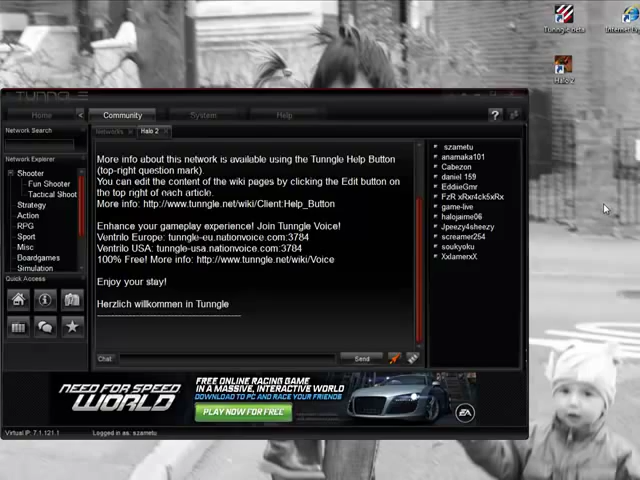 Tunngle beta
Halo 2
TUNNGLE
Home
<
Community
System
Help
?
Network Search
Networks
Halo 2
Network Explorer
Shooter
Fun Shooter
Tactical Shoot
Strategy
Action
RPG
Sport
Misc
Boardgames
Simulation
Quick Access
More info about this network is available using the Tunngle Help Button
(top-right question mark).
You can edit the content of the wiki pages by clicking the Edit button on
the top right of each article.
More info: http://www.tunngle.net/wiki/Client:Help_Button
Enhance your gameplay experience! Join Tunngle Voice!
Ventrilo Europe: tunngle-eu.nationvoice.com:3784
Ventrilo USA: tunngle-usa.nationvoice.com:3784
100% Free! More info: http://www.tunngle.net/wiki/Voice
Enjoy your stay!
Herzlich willkommen in Tunngle
Chat
Send
szametu
anamaka101
Cabezon
daniel 159
EddieGmr
FzR xRxr4ck5xRx
game-live
halojaime06
Jpeezy4sheezy
screamer254
soukyoku
XxlamerxX
NEED FOR SPEED
WORLD
FREE ONLINE RACING GAME
IN A MASSIVE, INTERACTIVE WORLD
DOWNLOAD TO PC AND RACE YOUR FRIENDS
PLAY NOW FOR FREE
EA
Virtual IP: 7.1.121.1
Logged in as: szametu